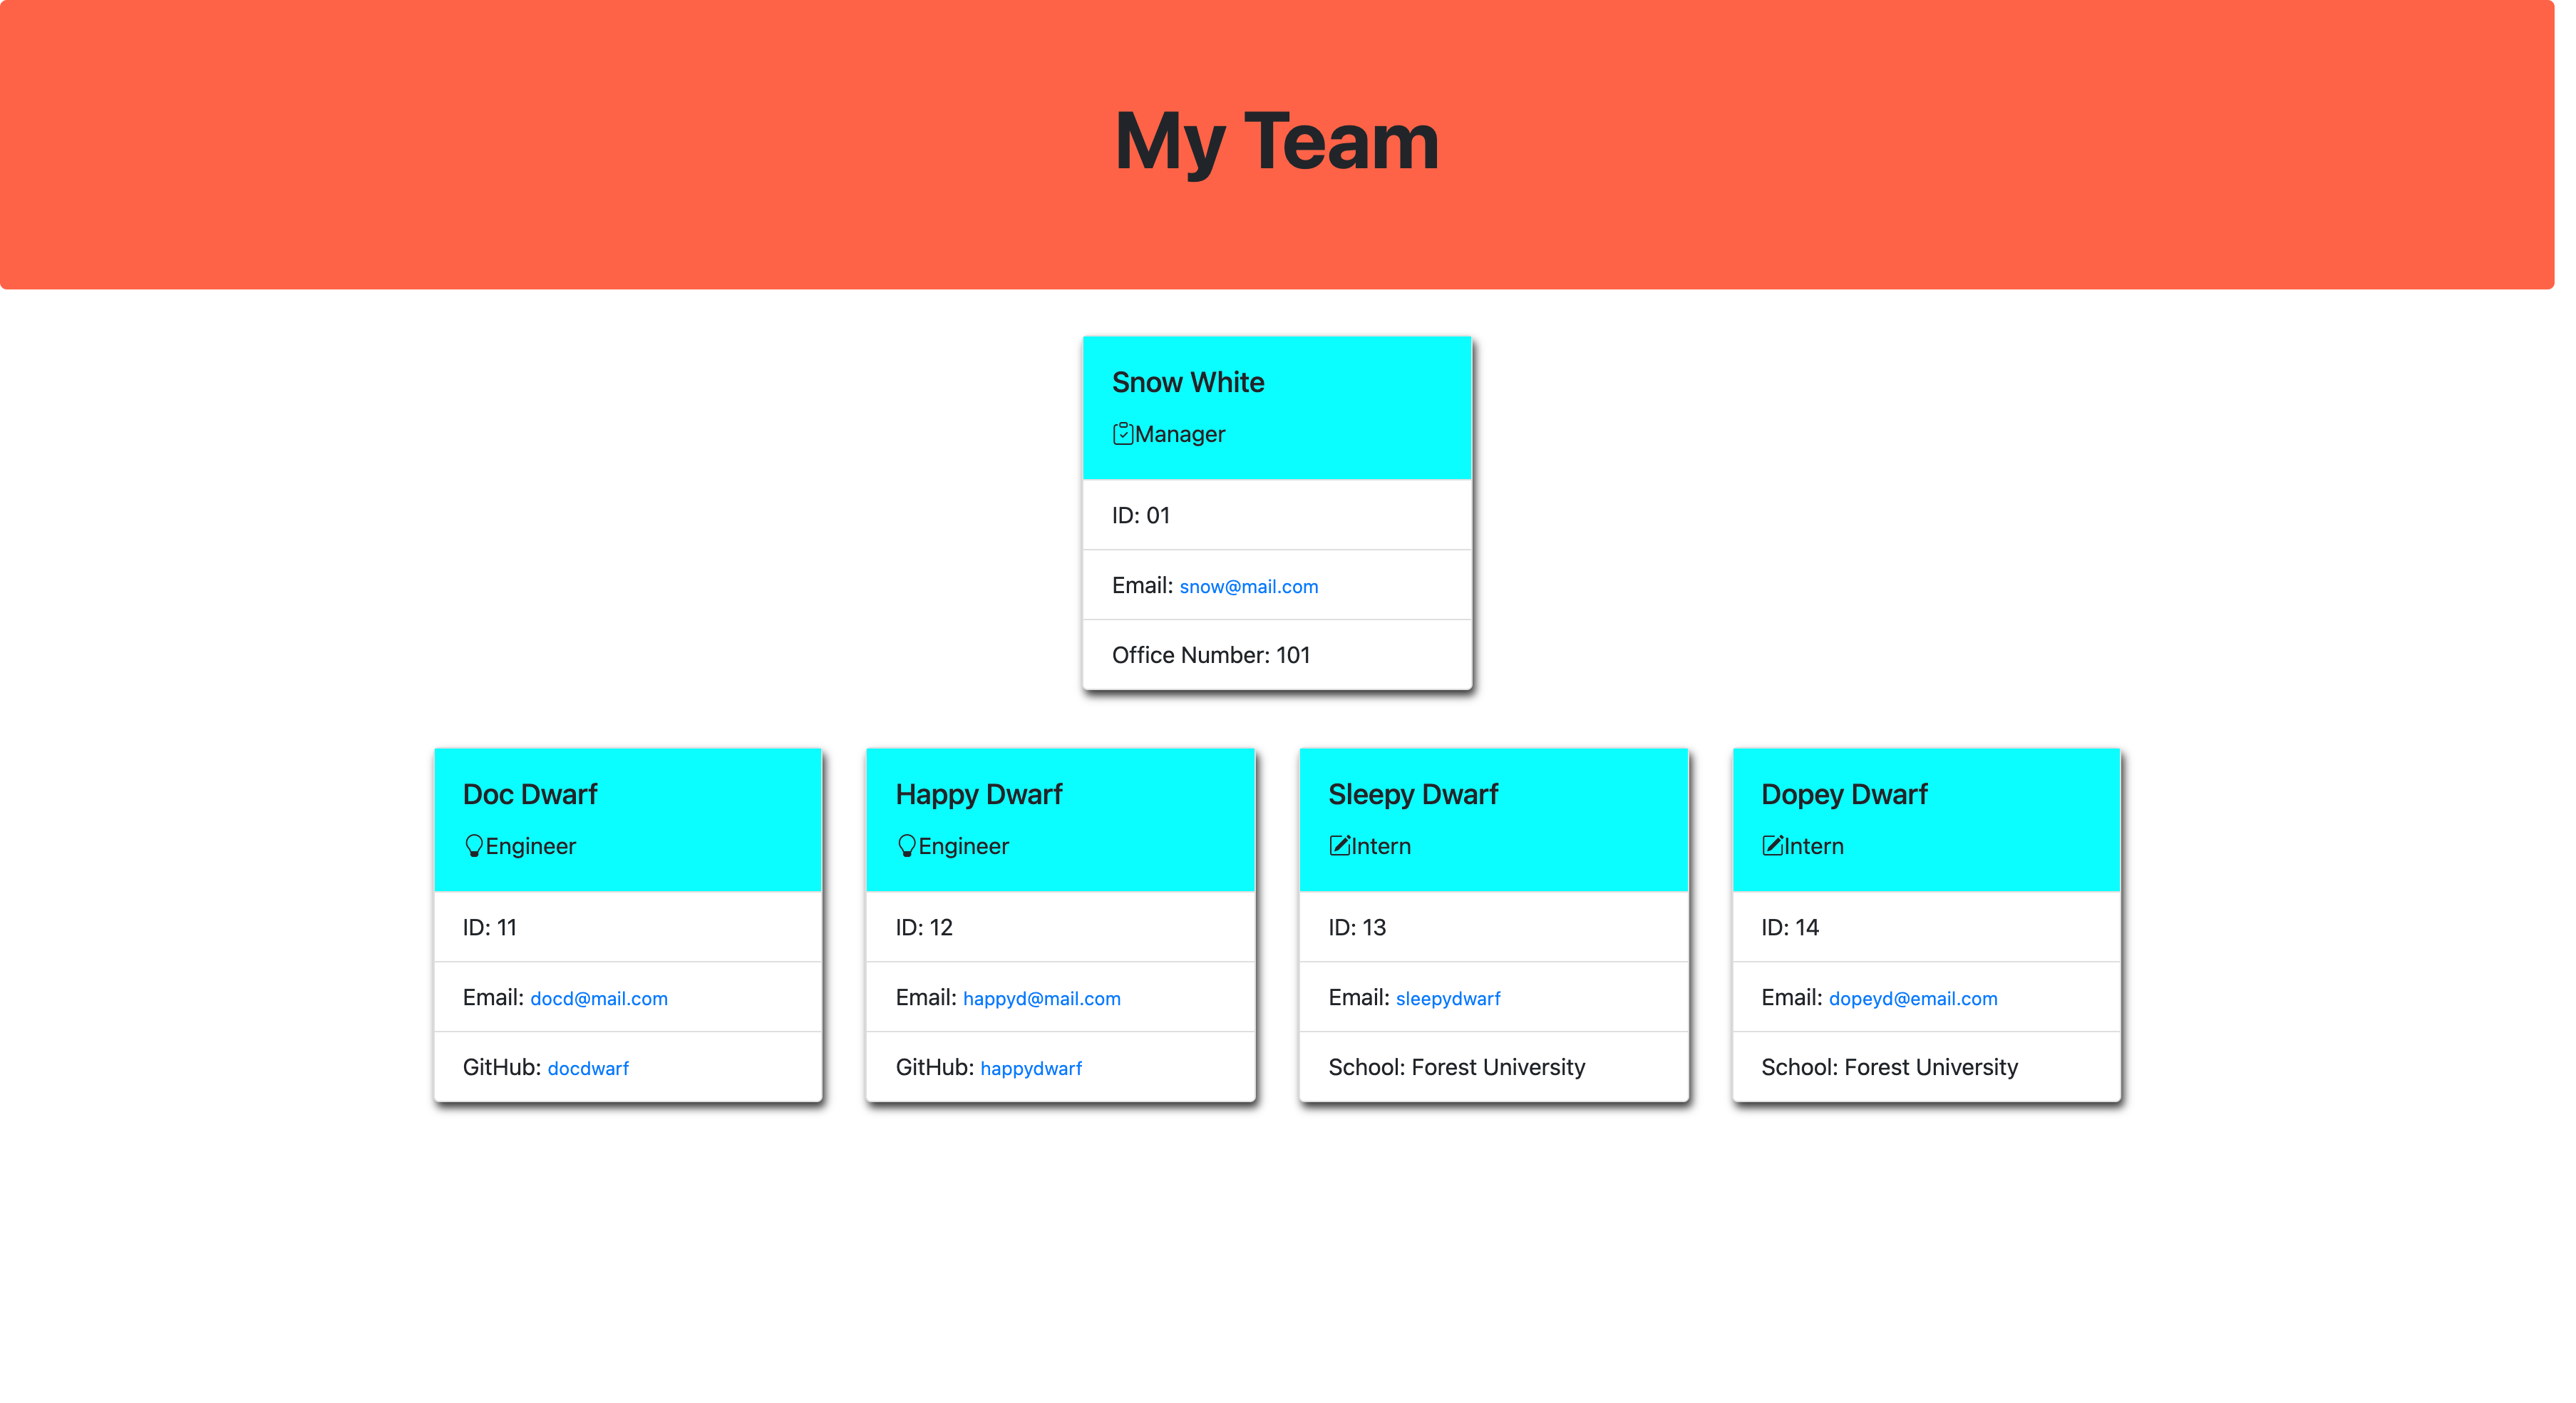 My Team
Snow White
Manager
ID: 01
Email: snow@mail.com
Office Number: 101
Doc Dwarf
Engineer
ID: 11
Email: docd@mail.com
GitHub: docdwarf
Happy Dwarf
Engineer
ID: 12
Email: happyd@mail.com
GitHub: happydwarf
Sleepy Dwarf
Intern
ID: 13
Email: sleepydwarf
School: Forest University
Dopey Dwarf
Intern
ID: 14
Email: dopeyd@email.com
School: Forest University